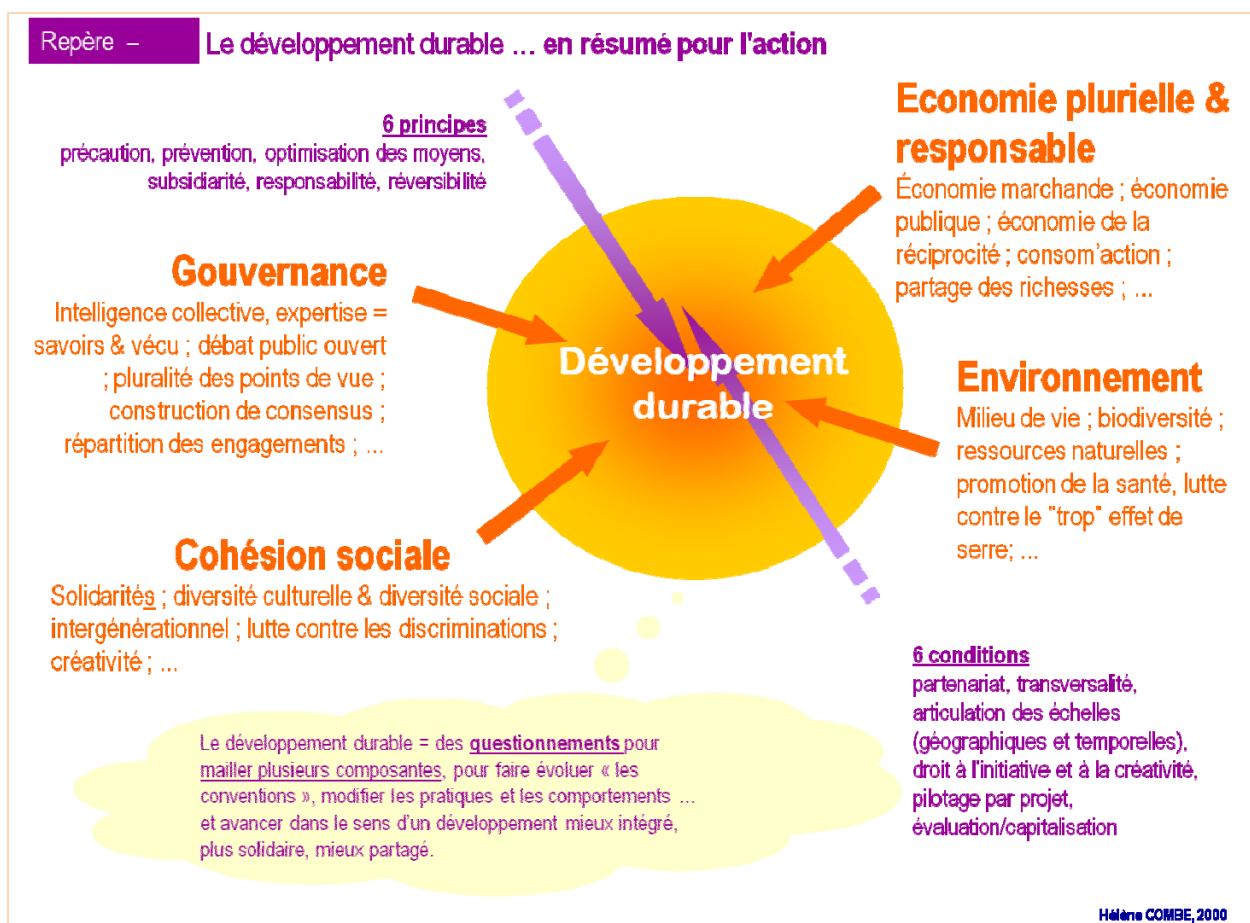 Repère –
Le développement durable ... en résumé pour l'action
6 principes
précaution, prévention, optimisation des moyens,
subsidiarité, responsabilité, réversibilité
Economie plurielle &
responsable
Économie marchande ; économie
publique ; économie de la
réciprocité ; consom'action ;
partage des richesses ; ...
Gouvernance
Intelligence collective, expertise =
savoirs & vécu ; débat public ouvert
; pluralité des points de vue ;
construction de consensus ;
répartition des engagements ; ...
Développement
durable
Environnement
Milieu de vie ; biodiversité ;
ressources naturelles ;
promotion de la santé, lutte
contre le "trop" effet de
serre; ...
Cohésion sociale
Solidarités ; diversité culturelle & diversité sociale ;
intergénérationnel ; lutte contre les discriminations ;
créativité ; ...
6 conditions
partenariat, transversalité,
articulation des échelles
(géographiques et temporelles),
droit à l'initiative et à la créativité,
pilotage par projet,
évaluation/capitalisation
Le développement durable = des questionnements pour
mailler plusieurs composantes, pour faire évoluer « les
conventions », modifier les pratiques et les comportements ...
et avancer dans le sens d'un développement mieux intégré,
plus solidaire, mieux partagé.
Hélène COMBE, 2000